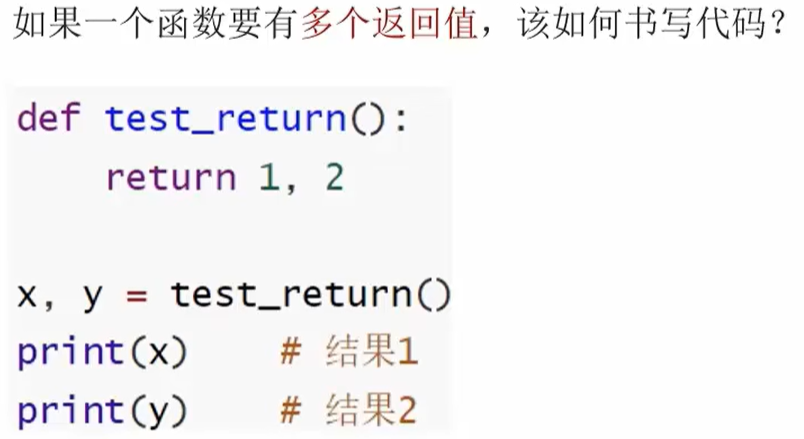 如果一个函数要有多个返回值，该如何书写代码？
def test_return():
    return 1, 2
x, y = test_return()
print(x)    # 结果1
print(y)    # 结果2